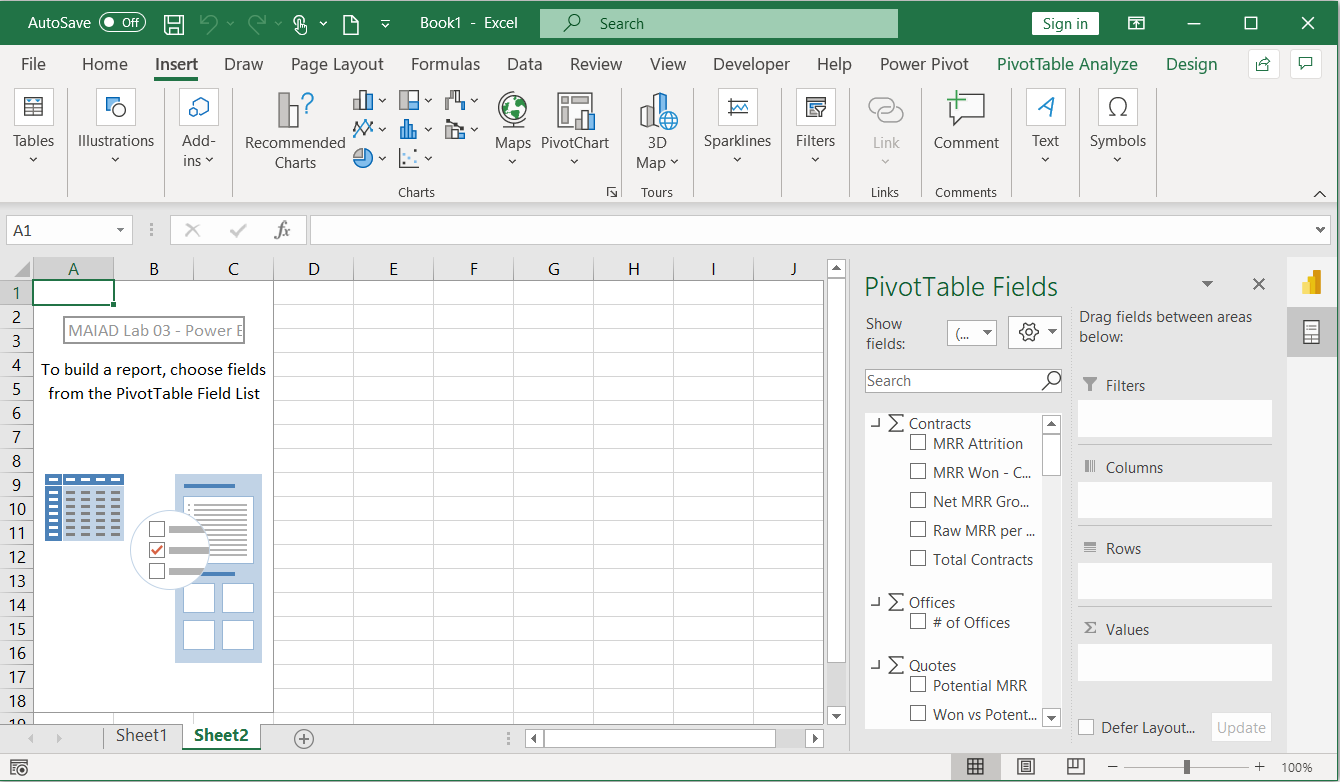 AutoSave Off Book1 - Excel Search Sign in
File Home Insert Draw Page Layout Formulas Data Review View Developer Help Power Pivot PivotTable Analyze Design
Tables
Illustrations
Add-
ins
Recommended
Charts
Maps
PivotChart
3D
Map
Sparklines
Filters
Link
Comment
Text
Symbols
Charts Tours Links Comments
A1 fx
A B C D E F G H I J
1
2
3
4
5
6
7
8
9
10
11
12
13
14
15
16
17
18
19
MAIAD Lab 03 - Power E
To build a report, choose fields
from the PivotTable Field List
PivotTable Fields
Show
fields:
(...
Search
Contracts
MRR Attrition
MRR Won - C...
Net MRR Gro...
Raw MRR per ...
Total Contracts
Offices
# of Offices
Quotes
Potential MRR
Won vs Potent...
Drag fields between areas
below:
Filters
Columns
Rows
Σ Values
Defer Layout... Update
Sheet1 Sheet2
100%